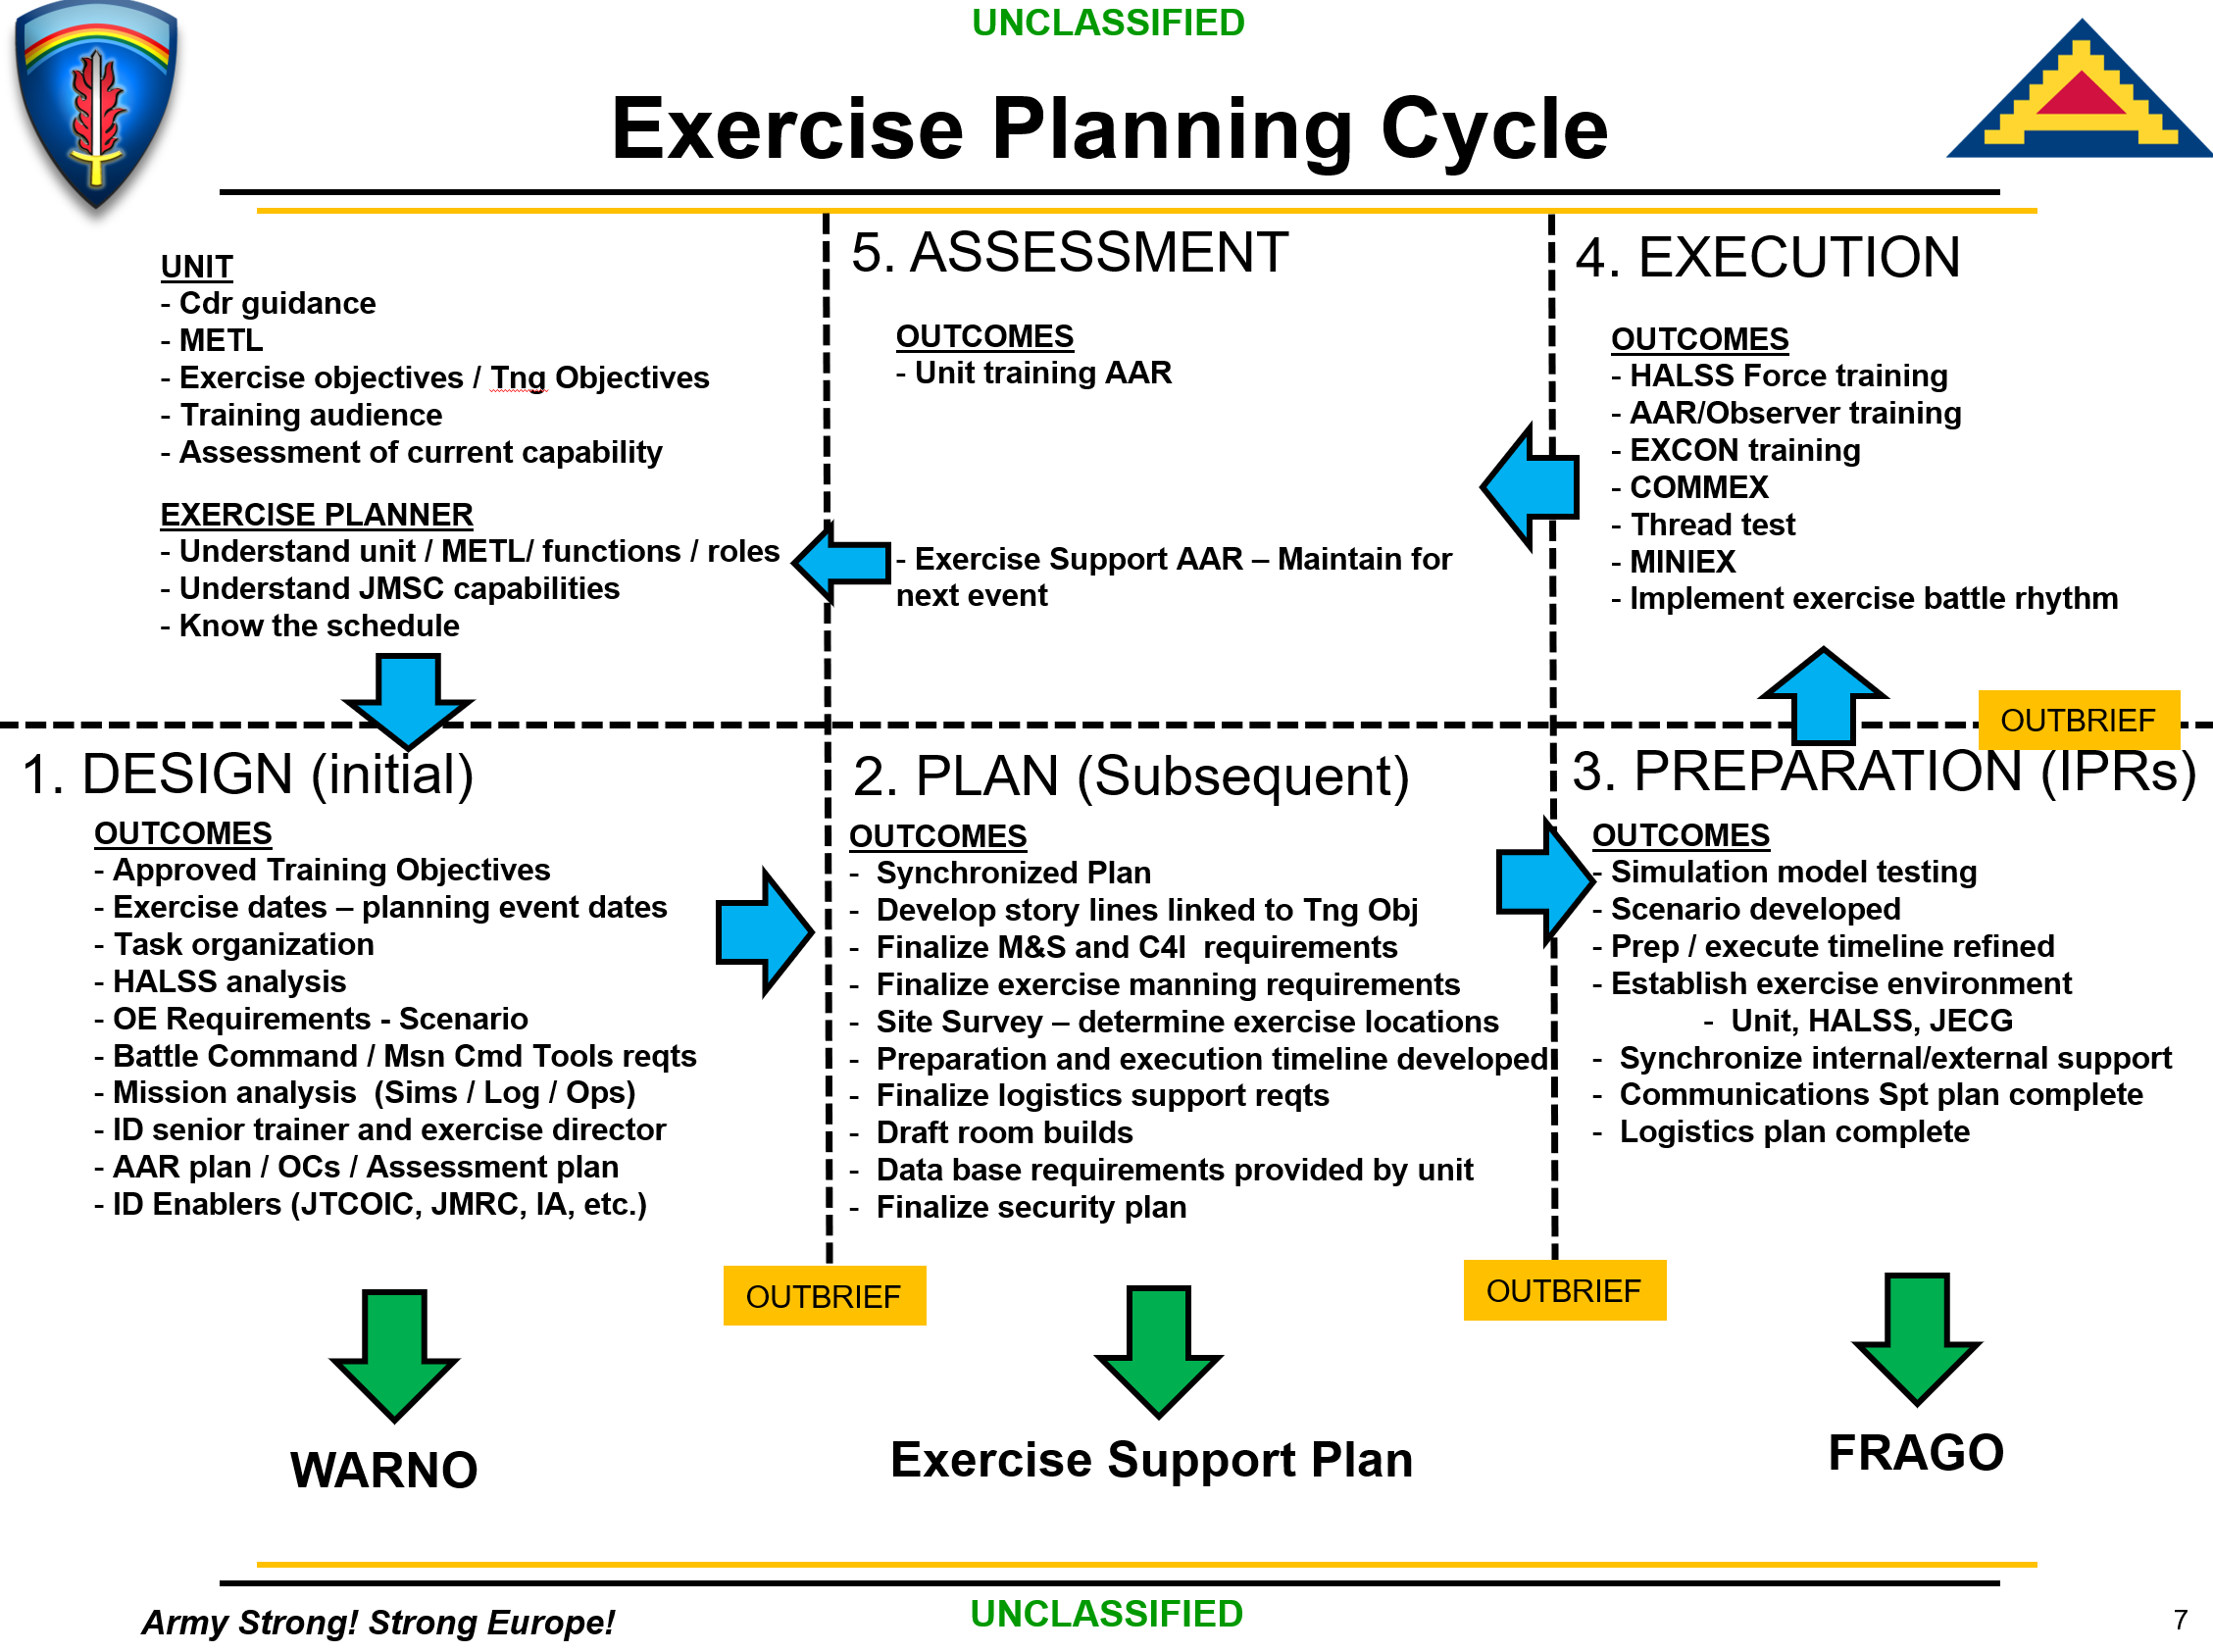 UNCLASSIFIED
Exercise Planning Cycle
UNIT
- Cdr guidance
- METL
- Exercise objectives / Tng Objectives
- Training audience
- Assessment of current capability
EXERCISE PLANNER
- Understand unit / METL/ functions / roles
- Understand JMSC capabilities
- Know the schedule
5. ASSESSMENT
OUTCOMES
- Unit training AAR
- Exercise Support AAR – Maintain for
next event
4. EXECUTION
OUTCOMES
- HALSS Force training
- AAR/Observer training
- EXCON training
- COMMEX
- Thread test
- MINIEX
- Implement exercise battle rhythm
OUTBRIEF
1. DESIGN (initial)
OUTCOMES
- Approved Training Objectives
- Exercise dates – planning event dates
- Task organization
- HALSS analysis
- OE Requirements - Scenario
- Battle Command / Msn Cmd Tools reqts
- Mission analysis  (Sims / Log / Ops)
- ID senior trainer and exercise director
- AAR plan / OCs / Assessment plan
- ID Enablers (JTCOIC, JMRC, IA, etc.)
2. PLAN (Subsequent)
OUTCOMES
-  Synchronized Plan
-  Develop story lines linked to Tng Obj
-  Finalize M&S and C4I  requirements
-  Finalize exercise manning requirements
-  Site Survey – determine exercise locations
-  Preparation and execution timeline developed
-  Finalize logistics support reqts
-  Draft room builds
-  Data base requirements provided by unit
-  Finalize security plan
3. PREPARATION (IPRs)
OUTCOMES
- Simulation model testing
- Scenario developed
- Prep / execute timeline refined
- Establish exercise environment
-  Unit, HALSS, JECG
-  Synchronize internal/external support
-  Communications Spt plan complete
-  Logistics plan complete
OUTBRIEF
OUTBRIEF
WARNO
Exercise Support Plan
FRAGO
Army Strong! Strong Europe!
UNCLASSIFIED
7